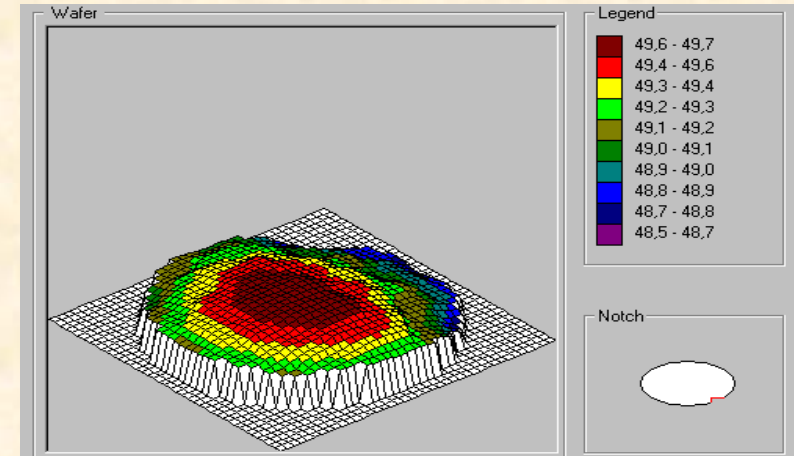 Wafer
Legend
49,6 - 49,7
49,4 - 49,6
49,3 - 49,4
49,2 - 49,3
49,1 - 49,2
49,0 - 49,1
48,9 - 49,0
48,8 - 48,9
48,7 - 48,8
48,5 - 48,7
Notch